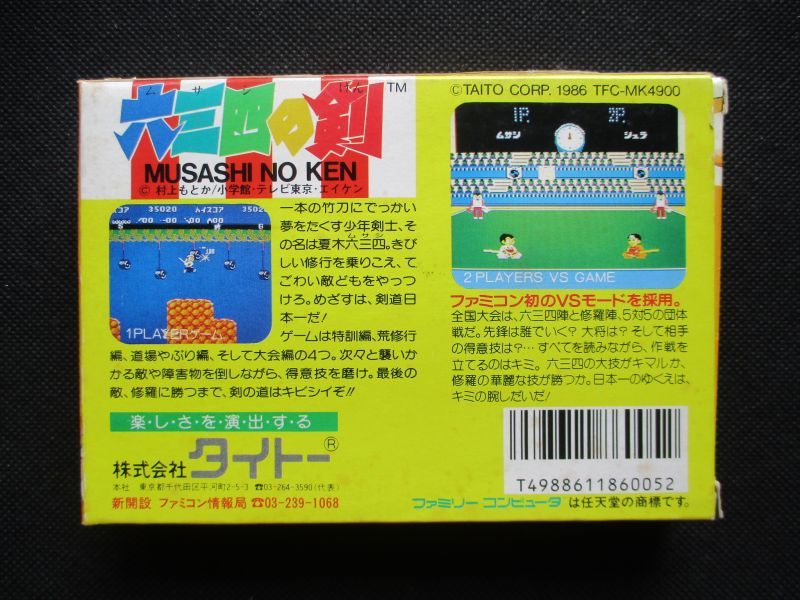 ムサシ けん
六三四の剣 TM
MUSASHI NO KEN
© 村上もとか/小学館・テレビ東京・エイケン
35020 ハイスコア 35020
1PLAYERゲーム
一本の竹刀にでっかい
夢をたくす少年剣士、そ
ムサシ
の名は夏木六三四。きび
しい修行を乗りこえ、て
ごわい敵どもをやっつ
けろ。めざすは、剣道日
本一だ!
ゲームは特訓編、荒修行
編、道場やぶり編、そして大会編の4つ。次々と襲いか
かる敵や障害物を倒しながら、得意技を磨け。最後の
敵、修羅に勝つまで、剣の道はキビシイぞ!!
楽・し・さ・を・演・出・す・る
株式会社 タイトー®
本社 東京都千代田区平河町2-5-3 ☎03-264-3590(代表)
新開設 ファミコン情報局 ☎03-239-1068
©TAITO CORP. 1986 TFC-MK4900
1P. 2P.
ムサシ シュラ
2 PLAYERS VS GAME
ファミコン初のVSモードを採用。
全国大会は、六三四陣と修羅陣、5対5の団体
戦だ。先鋒は誰でいく? 大将は? そして相手
の得意技は?… すべてを読みながら、作戦を
立てるのはキミ。 六三四の大技がキマルか、
修羅の華麗な技が勝つか。日本一のゆくえは、
キミの腕しだいだ!
T4988611860052
ファミリー コンピュータ は任天堂の商標です。